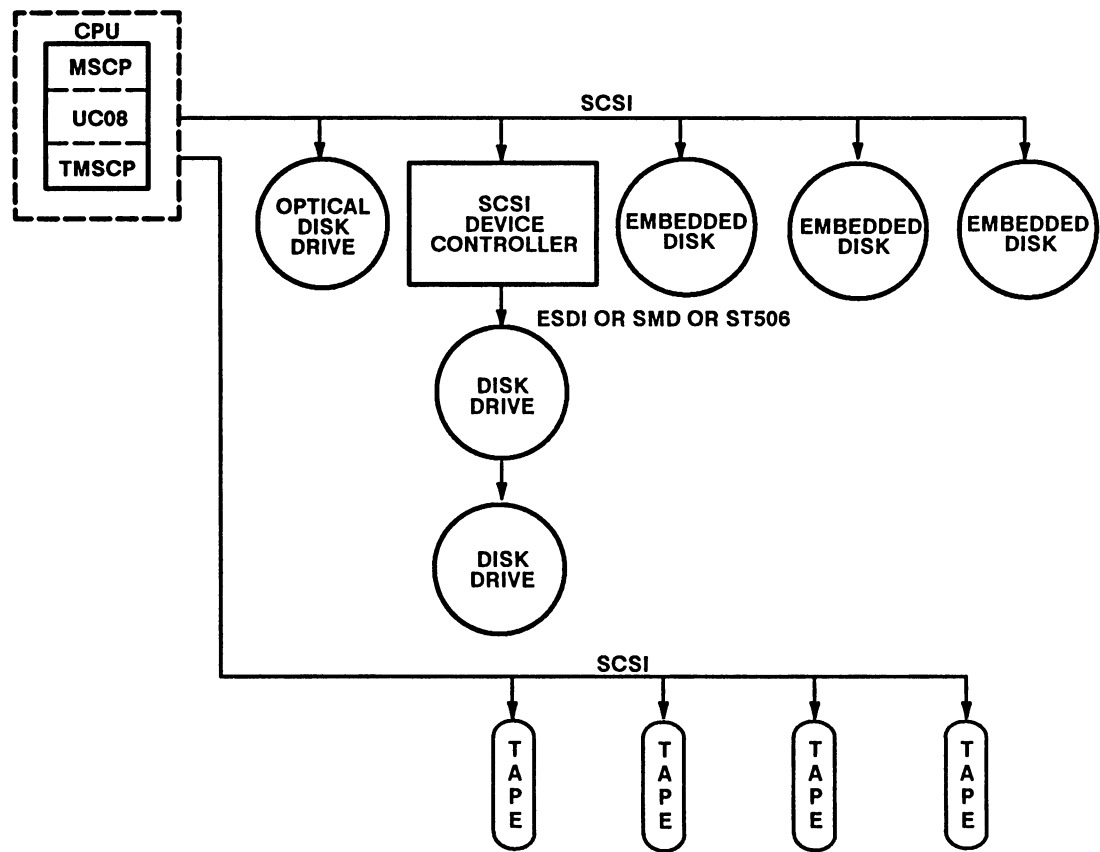 CPU
MSCP
UC08
TMSCP
SCSI
OPTICAL
DISK
DRIVE
SCSI
DEVICE
CONTROLLER
EMBEDDED
DISK
EMBEDDED
DISK
EMBEDDED
DISK
ESDI OR SMD OR ST506
DISK
DRIVE
DISK
DRIVE
SCSI
TAPE
TAPE
TAPE
TAPE